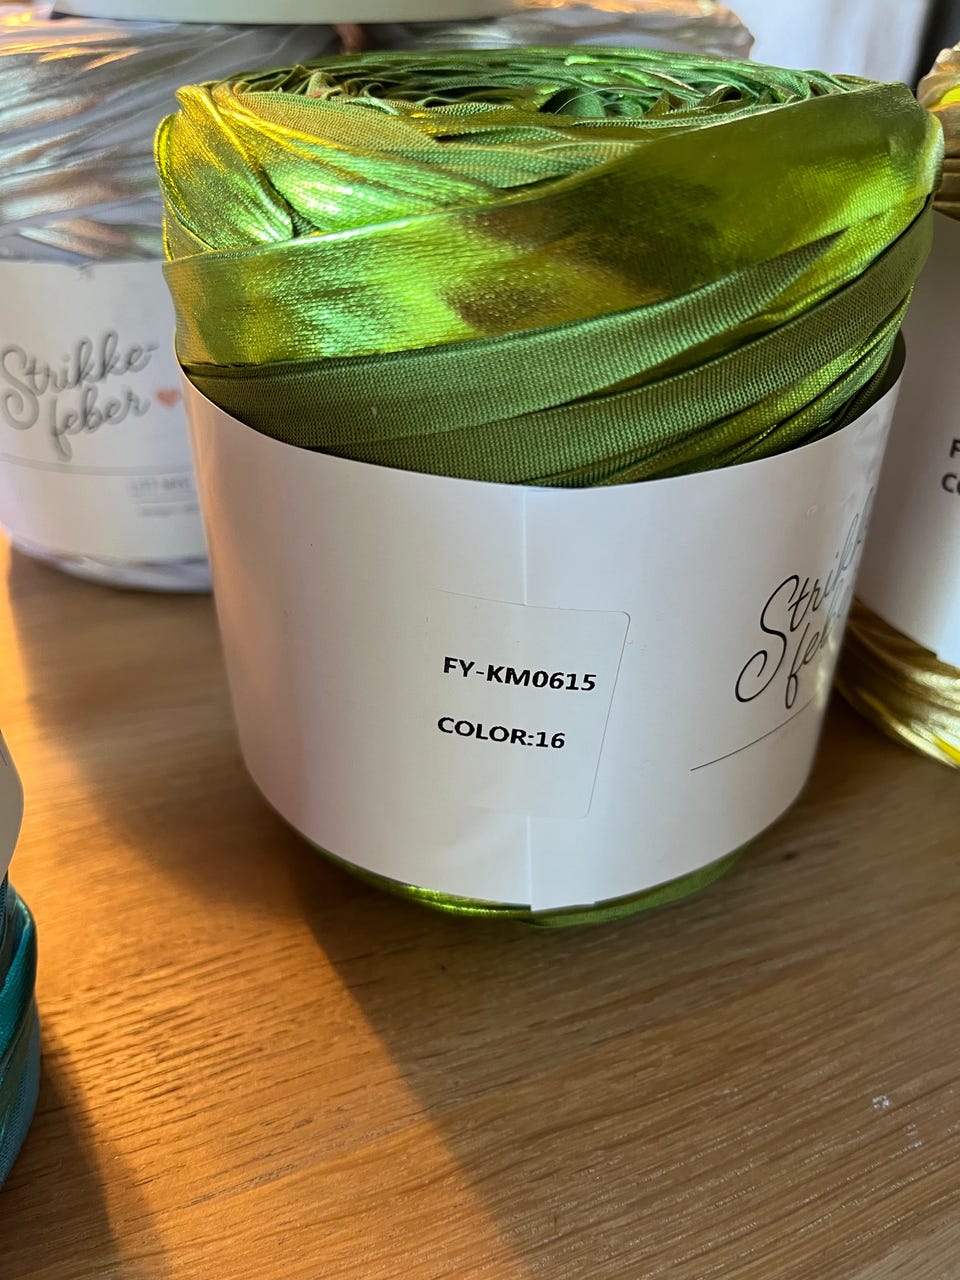 Strikke-
feber
FY-KM0615
COLOR:16